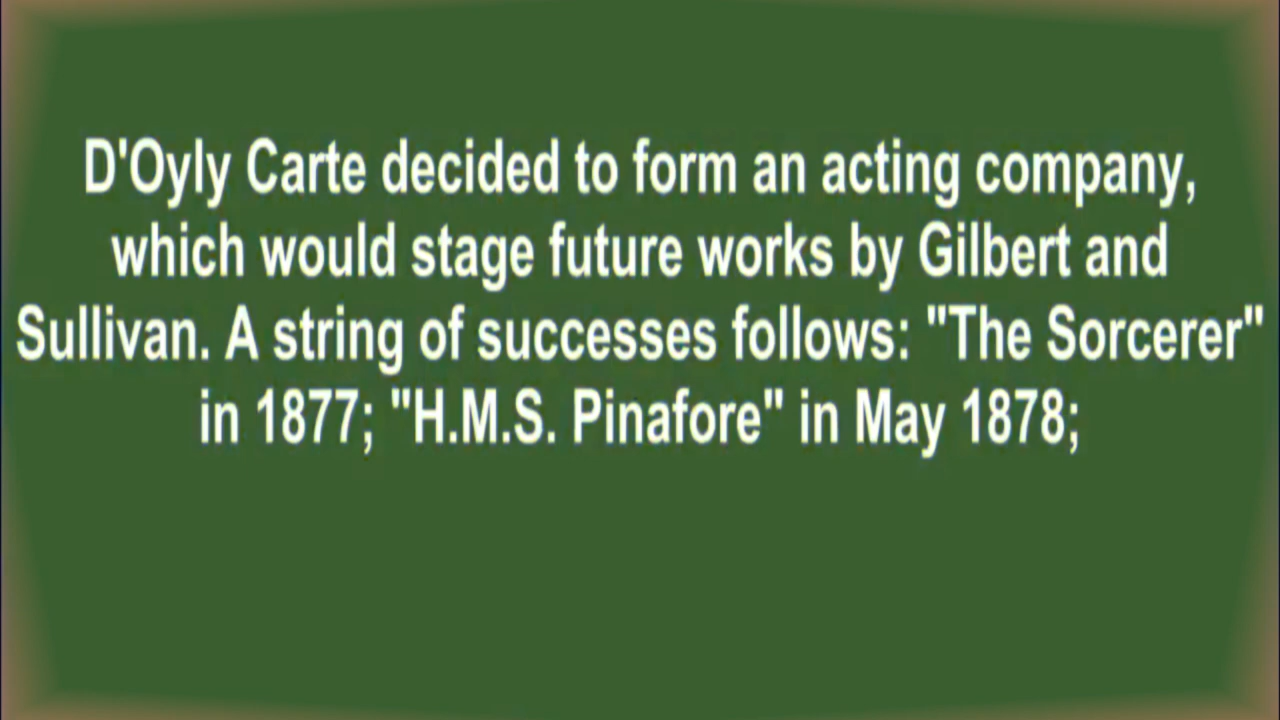 D'Oyly Carte decided to form an acting company,
which would stage future works by Gilbert and
Sullivan. A string of successes follows: "The Sorcerer"
in 1877; "H.M.S. Pinafore" in May 1878;